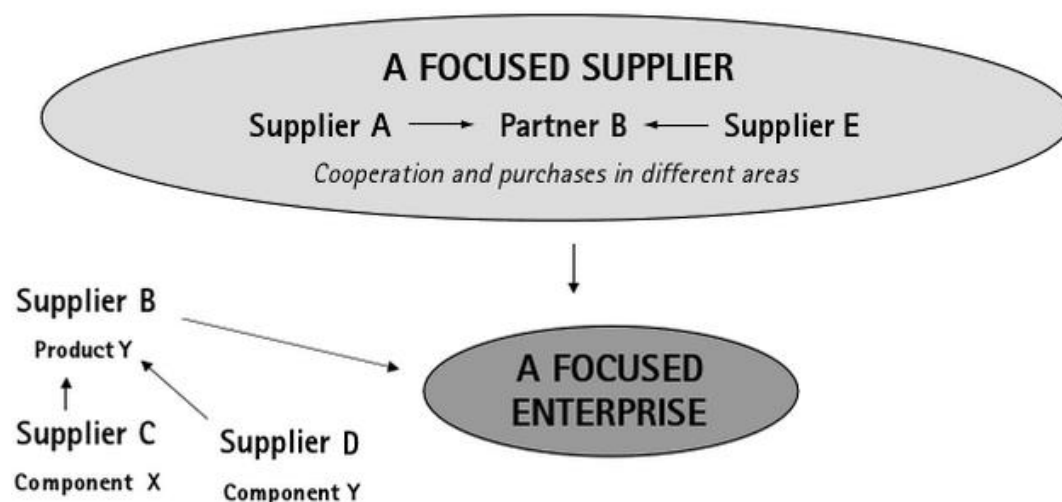 A FOCUSED SUPPLIER
Supplier A Partner B Supplier E
Cooperation and purchases in different areas
Supplier B
Product Y
Supplier C
Component X
Supplier D
Component Y
A FOCUSED
ENTERPRISE